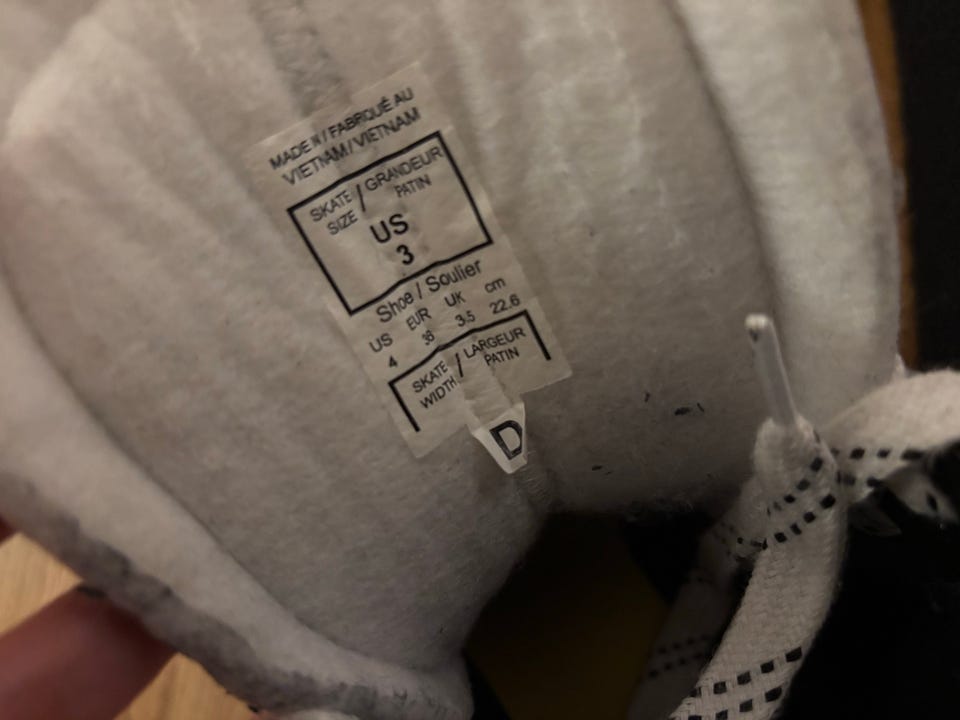 MADE IN / FABRIQUÉ AU
VIETNAM / VIETNAM
SKATE / GRANDEUR
SIZE PATIN
US
3
Shoe / Soulier
US EUR UK cm
4 36 3.5 22.6
SKATE / LARGEUR
WIDTH PATIN
D